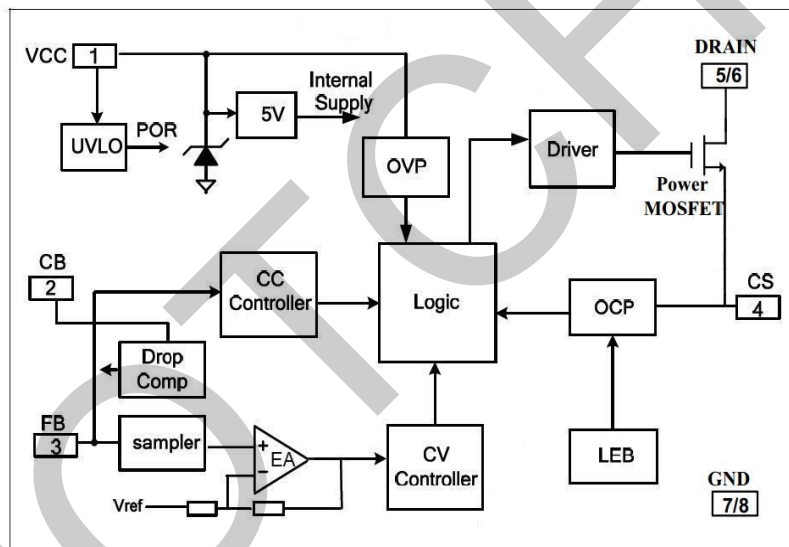 VCC
1
UVLO
POR
5V
Internal
Supply
OVP
Driver
DRAIN
5/6
Power
MOSFET
CB
2
CC
Controller
Logic
OCP
CS
4
Drop
Comp
FB
3
sampler
+
−
EA
CV
Controller
LEB
Vref
GND
7/8
OTCH